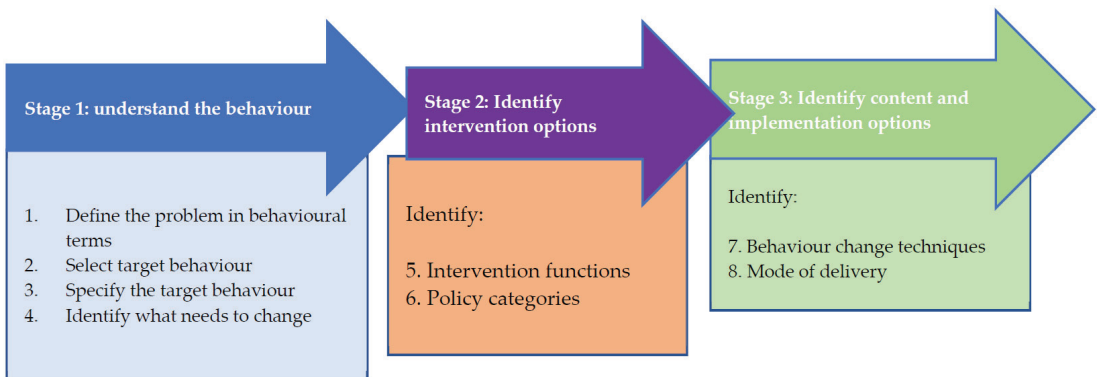 Stage 1: understand the behaviour
1. Define the problem in behavioural
terms
2. Select target behaviour
3. Specify the target behaviour
4. Identify what needs to change
Stage 2: Identify
intervention options
Identify:
5. Intervention functions
6. Policy categories
Stage 3: Identify content and
implementation options
Identify:
7. Behaviour change techniques
8. Mode of delivery